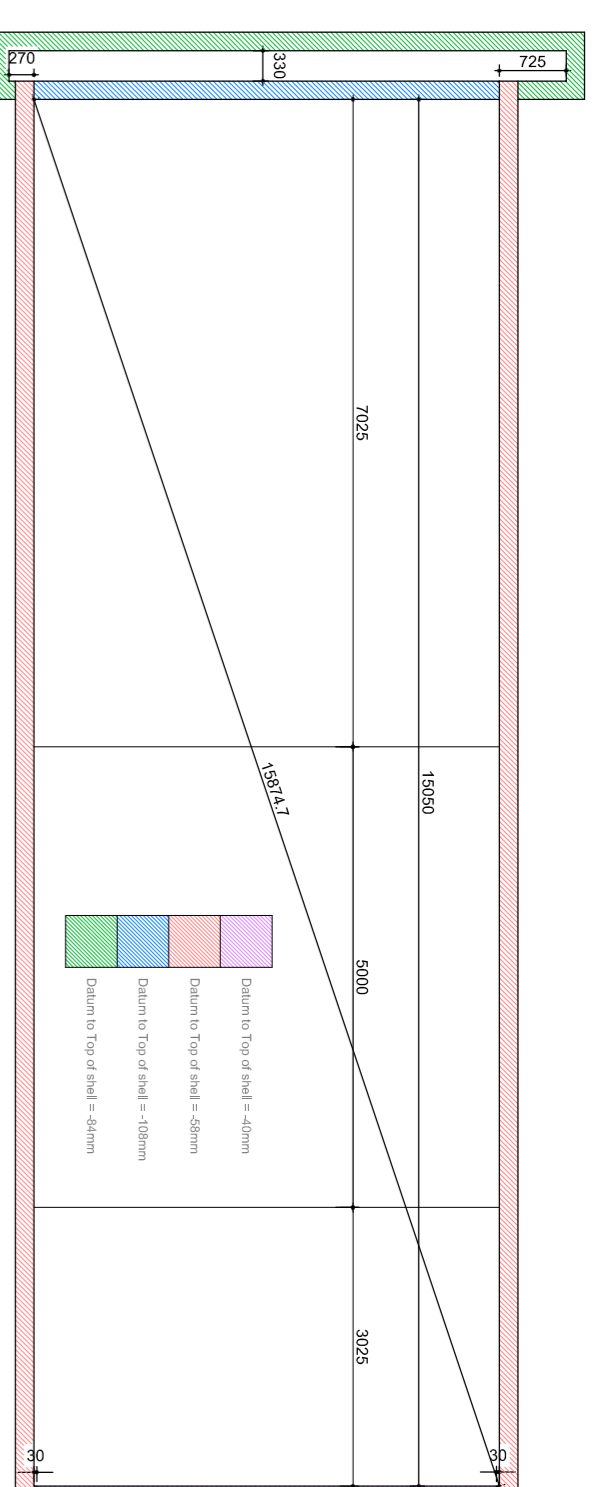 270
330
725
7025
15874.7
15050
5000
Datum to Top of shell = -84mm
Datum to Top of shell = -108mm
Datum to Top of shell = -58mm
Datum to Top of shell = -40mm
3025
30
30